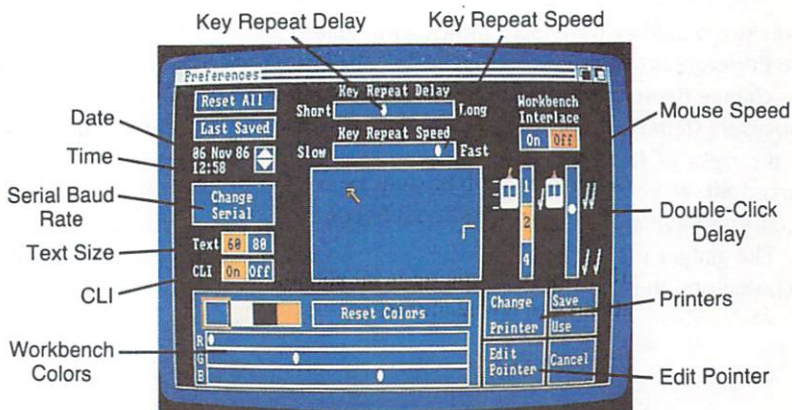 Key Repeat Delay
Key Repeat Speed
Date
Time
Serial Baud
Rate
Text Size
CLI
Workbench
Colors
Preferences
Reset All
Last Saved
06 Nov 86
12:58
Change
Serial
Text 60 80
CLI On Off
Key Repeat Delay
Short Long
Key Repeat Speed
Slow Fast
Workbench
Interlace
On Off
1
2
4
Reset Colors
R
G
B
Change
Printer
Save
Use
Edit
Pointer
Cancel
Mouse Speed
Double-Click
Delay
Printers
Edit Pointer